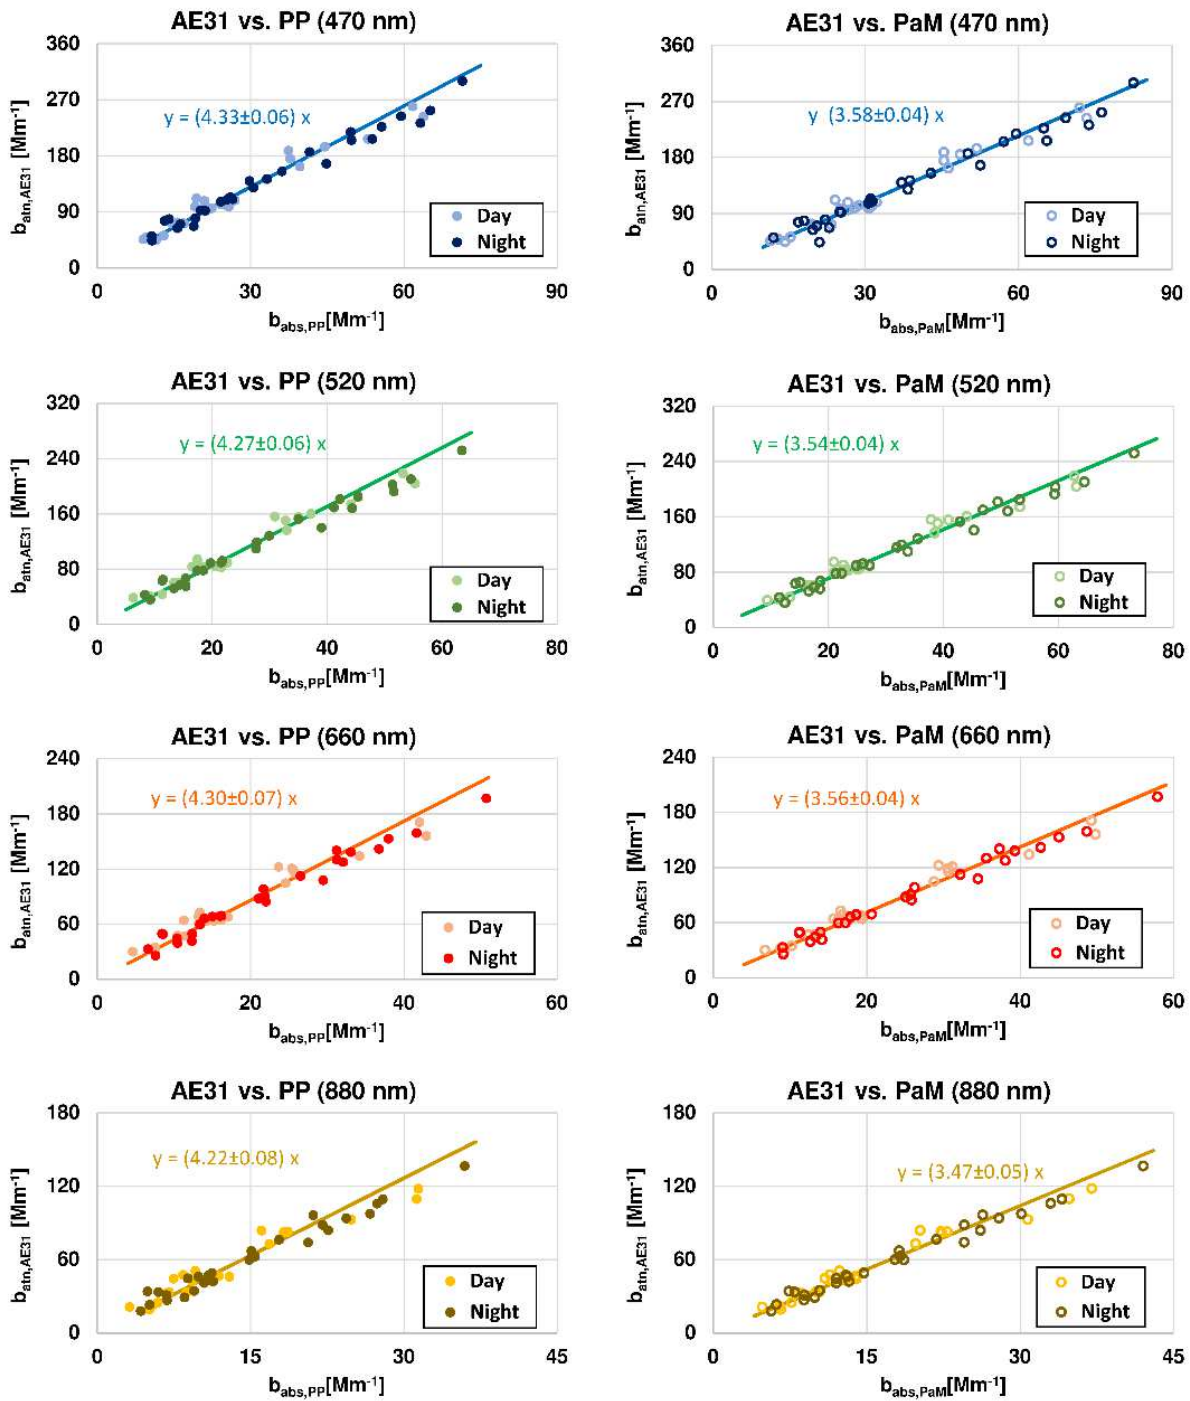 AE31 vs. PP (470 nm)
360
270
180
90
0
b_atn,AE31 [Mm⁻¹]
y = (4.33±0.06) x
Day
Night
0 30 60 90
b_abs,PP[Mm⁻¹]
AE31 vs. PaM (470 nm)
360
270
180
90
0
b_atn,AE31 [Mm⁻¹]
y (3.58±0.04) x
Day
Night
0 30 60 90
b_abs,PaM[Mm⁻¹]
AE31 vs. PP (520 nm)
320
240
160
80
0
b_atn,AE31 [Mm⁻¹]
y = (4.27±0.06) x
Day
Night
0 20 40 60 80
b_abs,PP[Mm⁻¹]
AE31 vs. PaM (520 nm)
320
240
160
80
0
b_atn,AE31 [Mm⁻¹]
y = (3.54±0.04) x
Day
Night
0 20 40 60 80
b_abs,PaM[Mm⁻¹]
AE31 vs. PP (660 nm)
240
180
120
60
0
b_atn,AE31 [Mm⁻¹]
y = (4.30±0.07) x
Day
Night
0 20 40 60
b_abs,PP[Mm⁻¹]
AE31 vs. PaM (660 nm)
240
180
120
60
0
b_atn,AE31 [Mm⁻¹]
y = (3.56±0.04) x
Day
Night
0 20 40 60
b_abs,PaM[Mm⁻¹]
AE31 vs. PP (880 nm)
180
120
60
0
b_atn,AE31 [Mm⁻¹]
y = (4.22±0.08) x
Day
Night
0 15 30 45
b_abs,PP[Mm⁻¹]
AE31 vs. PaM (880 nm)
180
120
60
0
b_atn,AE31 [Mm⁻¹]
y = (3.47±0.05) x
Day
Night
0 15 30 45
b_abs,PaM[Mm⁻¹]